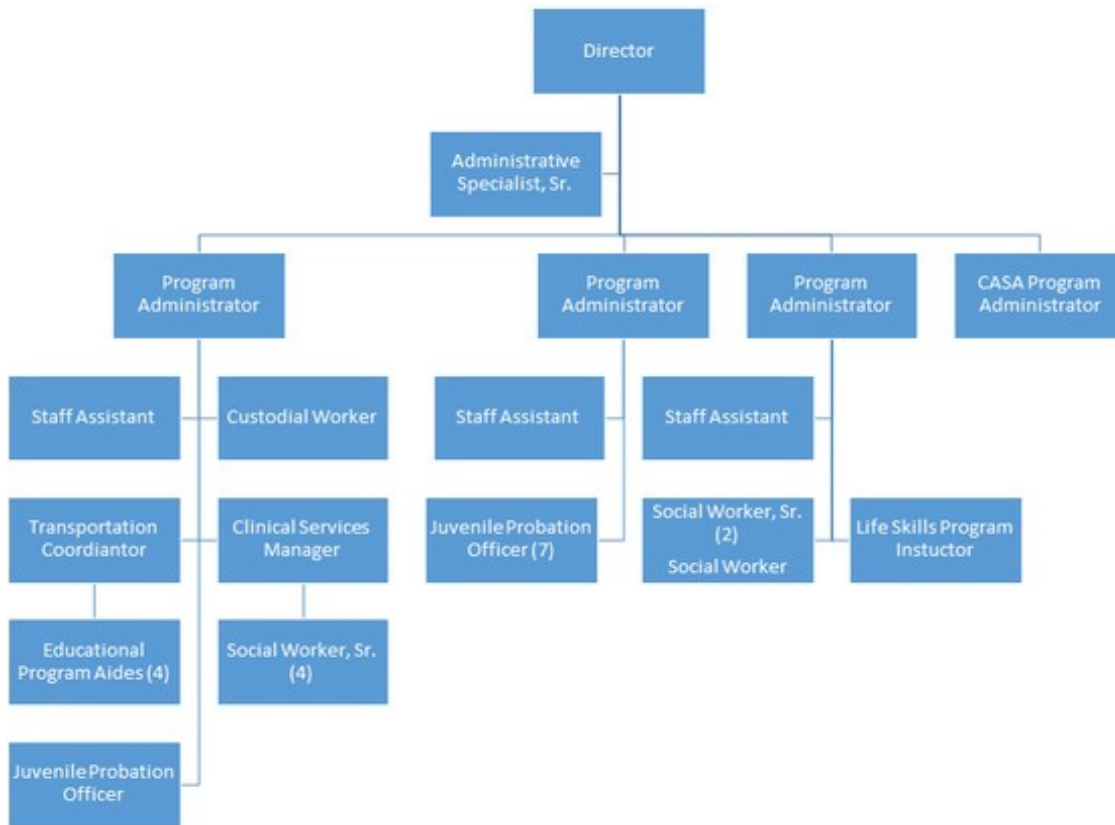 Director
Administrative
Specialist, Sr.
Program
Administrator
Program
Administrator
Program
Administrator
CASA Program
Administrator
Staff Assistant
Custodial Worker
Staff Assistant
Staff Assistant
Transportation
Coordiantor
Clinical Services
Manager
Juvenile Probation
Officer (7)
Social Worker, Sr.
(2)
Social Worker
Life Skills Program
Instuctor
Educational
Program Aides (4)
Social Worker, Sr.
(4)
Juvenile Probation
Officer